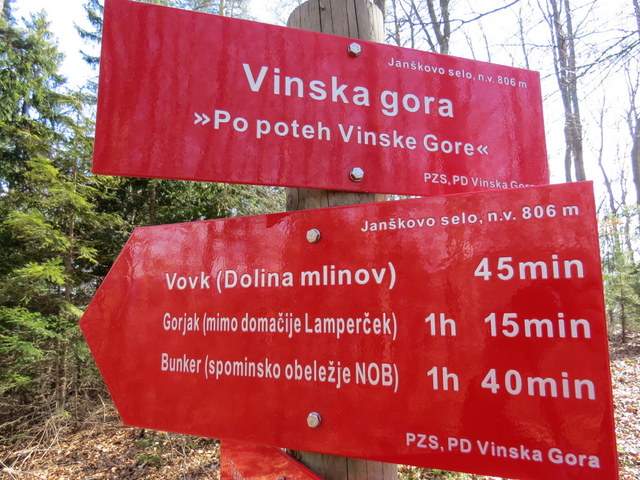 Janškovo selo, n.v. 806 m
Vinska gora
»Po poteh Vinske Gore«
PZS, PD Vinska Gora
Janškovo selo, n.v. 806 m
Vovk (Dolina mlinov) 45min
Gorjak (mimo domačije Lamperček) 1h 15min
Bunker (spominsko obeležje NOB) 1h 40min
PZS, PD Vinska Gora